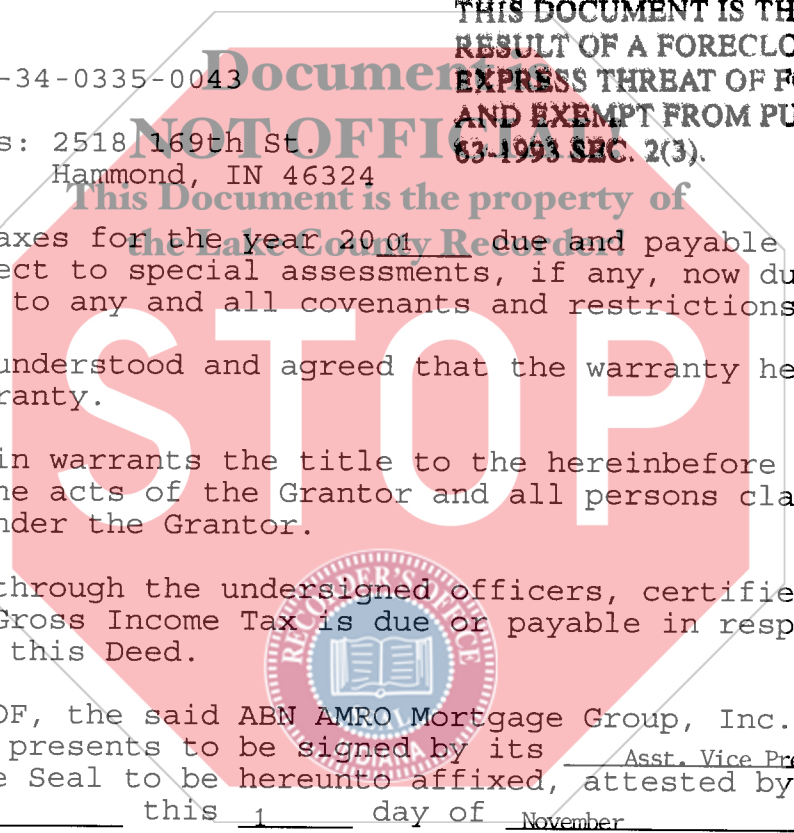 THIS DOCUMENT IS TH
RESULT OF A FORECLO
EXPRESS THREAT OF F
AND EXEMPT FROM PU
63-1993 SEC. 2(3).
-34-0335-0043
Document is
NOT OFFICIAL!
This Document is the property of
the Lake County Recorder!
s: 2518 169th St.
Hammond, IN 46324
axes for the year 2001 due and payable
ect to special assessments, if any, now du
to any and all covenants and restrictions
understood and agreed that the warranty he
ranty.
in warrants the title to the hereinbefore
he acts of the Grantor and all persons cla
nder the Grantor.
STOP
through the undersigned officers, certifie
Gross Income Tax is due or payable in resp
this Deed.
RECORDER'S OFFICE
OF, the said ABN AMRO Mortgage Group, Inc.
presents to be signed by its Asst. Vice Pre
e Seal to be hereunto affixed, attested by
this 1 day of November